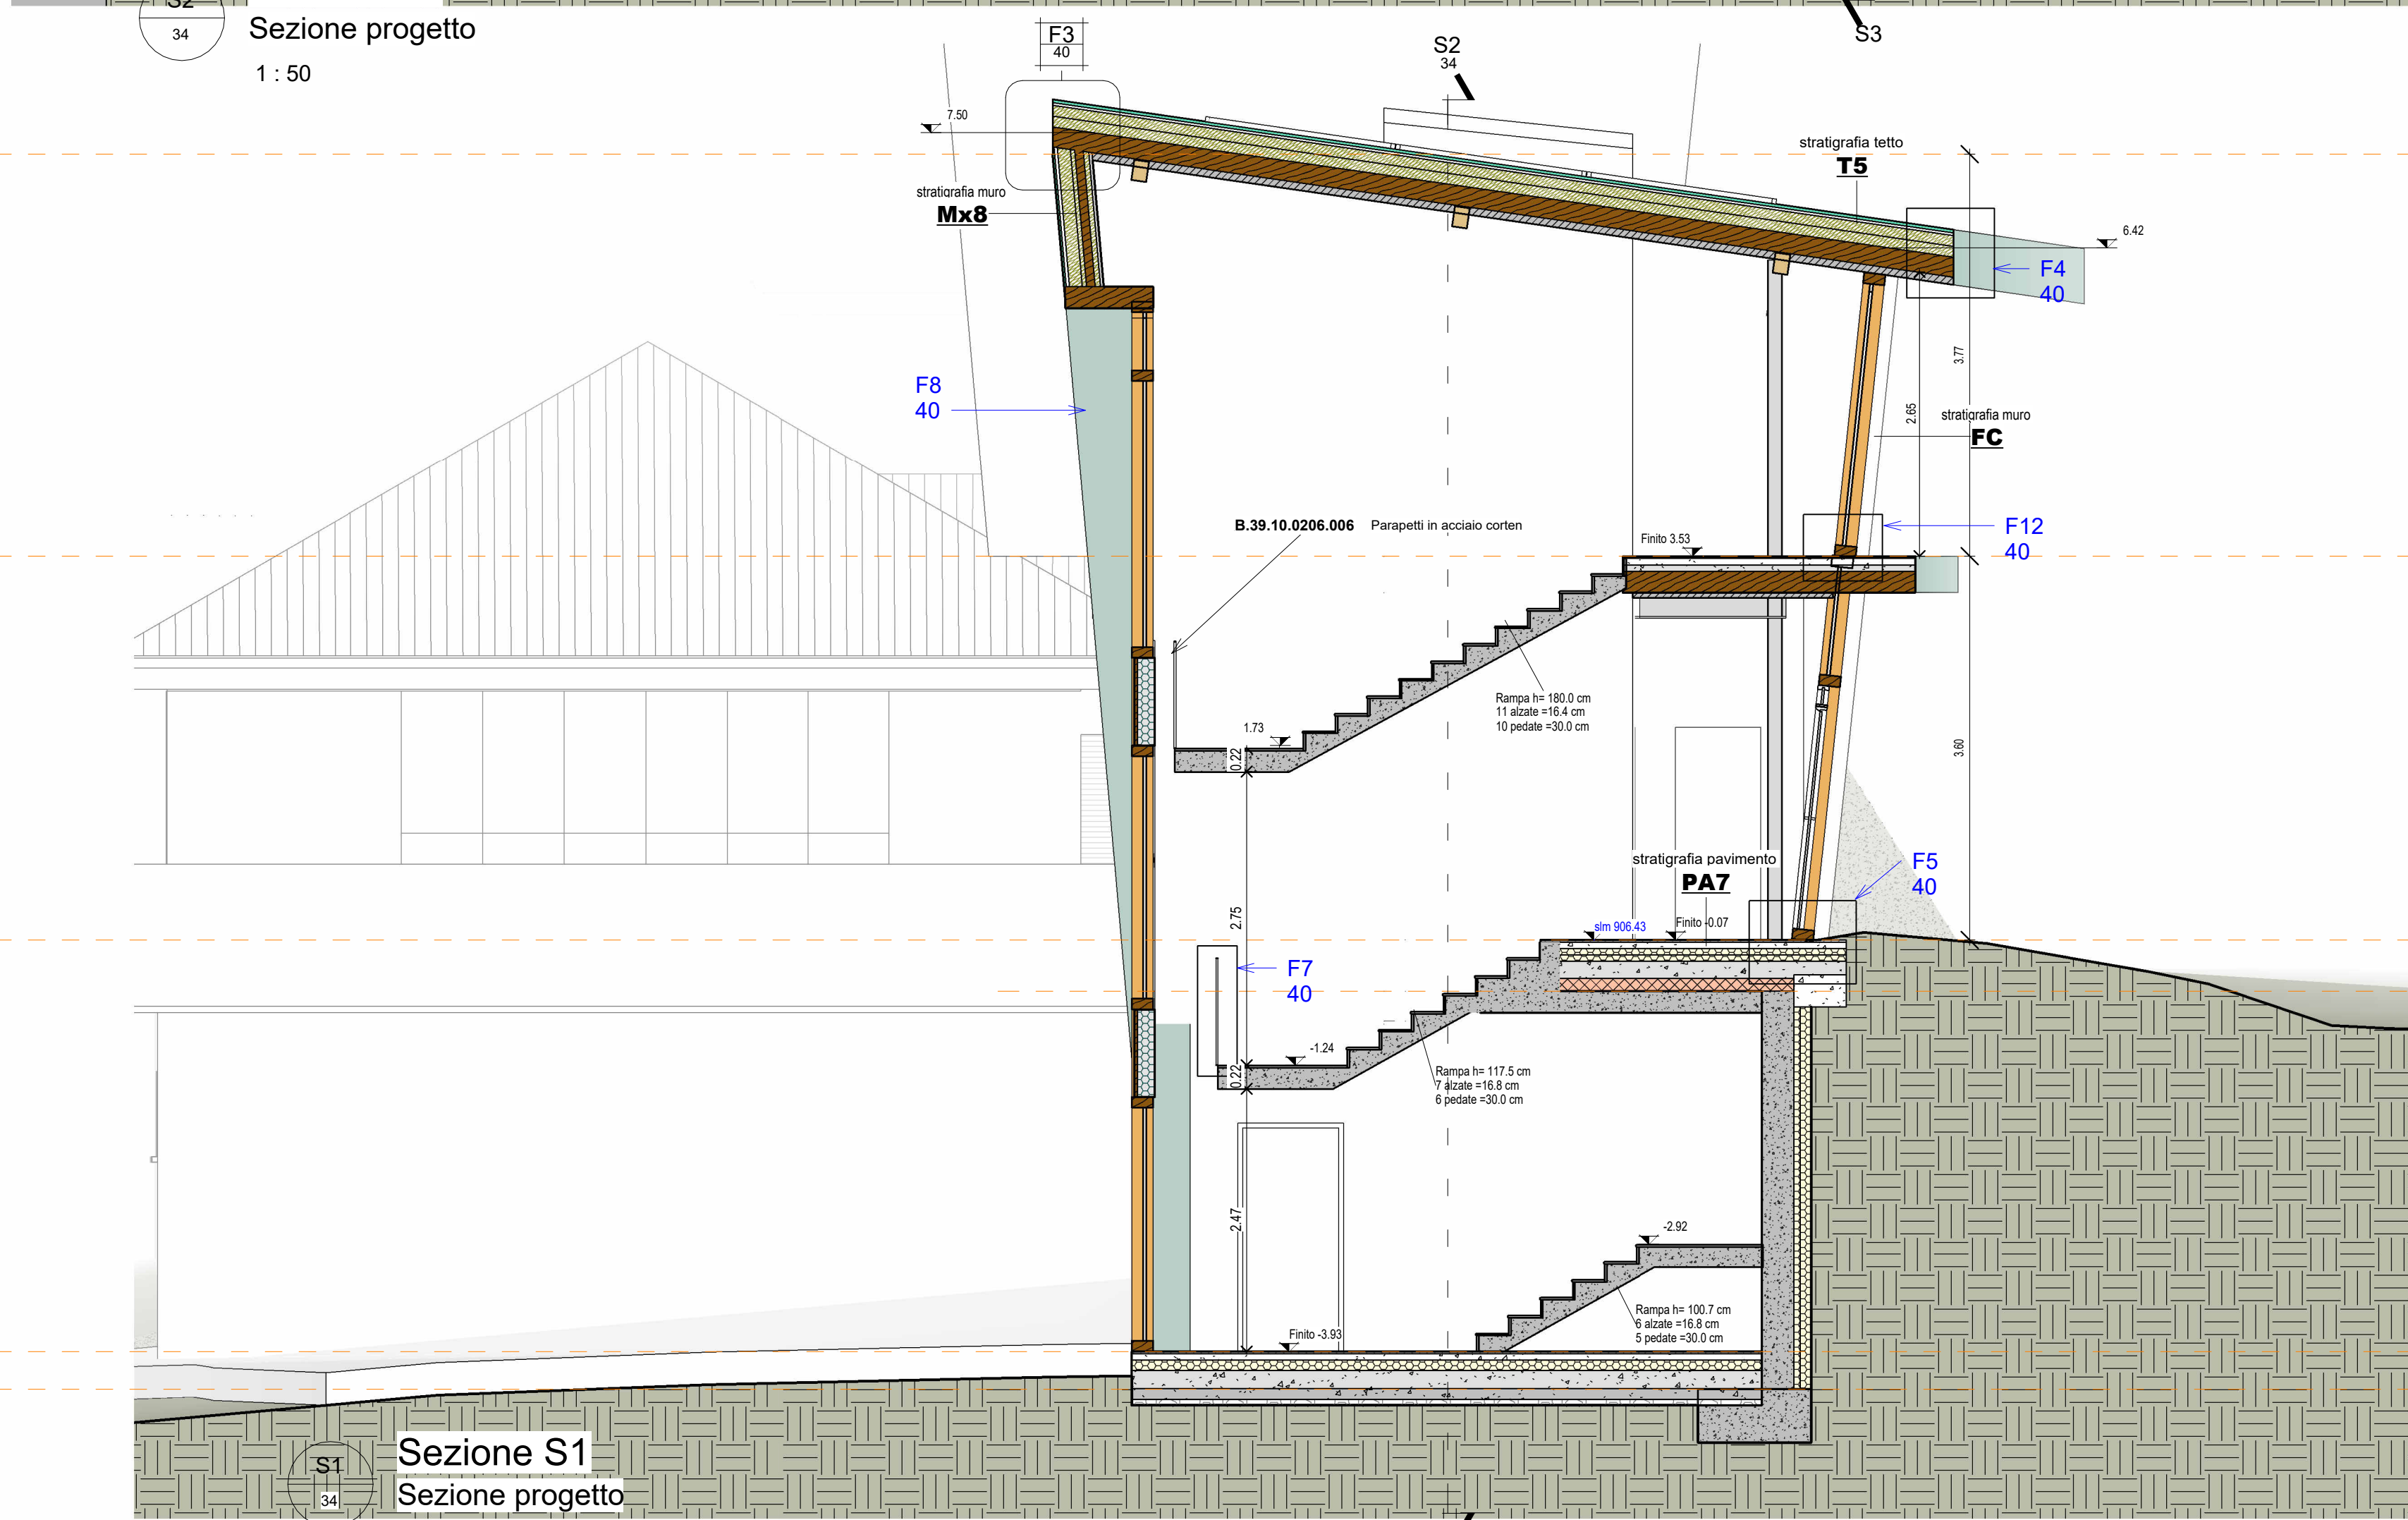 S2
34
Sezione progetto
1 : 50
F3
40
S2
34
S3
7.50
stratigrafia tetto
T5
stratigrafia muro
Mx8
6.42
F4
40
3.77
F8
40
2.65
stratigrafia muro
FC
B.39.10.0206.006 Parapetti in acciaio corten
Finito 3.53
F12
40
Rampa h= 180.0 cm
11 alzate =16.4 cm
10 pedate =30.0 cm
1.73
0.22
3.60
stratigrafia pavimento
PA7
F5
40
2.75
slm 906.43
Finito -0.07
F7
40
-1.24
0.22
Rampa h= 117.5 cm
7 alzate =16.8 cm
6 pedate =30.0 cm
2.47
-2.92
Rampa h= 100.7 cm
6 alzate =16.8 cm
5 pedate =30.0 cm
Finito -3.93
S1
34
Sezione S1
Sezione progetto